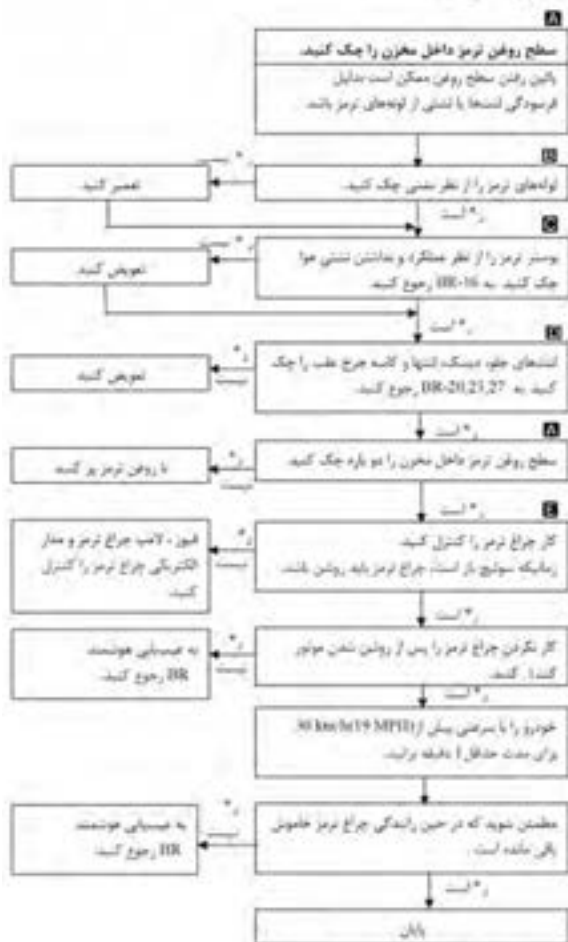 A
سطح روغن ترمز داخل مخزن را چک کنید.
پائین رفتن سطح روغن ممکن است بدلیل
فرسودگی لنتها یا نشتی از لوله‌های ترمز باشد.
B
لوله‌های ترمز را از نظر نشتی چک کنید.
تعمیر کنید.
است
C
بوستر ترمز را از نظر عملکرد و نداشتن نشتی هوا
چک کنید. به BR-16 رجوع کنید.
تعویض کنید.
است
D
لنتهای جلو، دیسک، لنتها و کاسه چرخ عقب را چک
کنید به BR-20,23,27 رجوع کنید.
نیست
تعویض کنید.
است
A
سطح روغن ترمز داخل مخزن را دو باره چک کنید.
نیست
با روغن ترمز پر کنید.
است
E
کار چراغ ترمز را کنترل کنید.
زمانیکه سوئیچ باز است، چراغ ترمز باید روشن باشد.
نیست
فیوز، لامپ چراغ ترمز و مدار
الکتریکی چراغ ترمز را کنترل
کنید.
است
کار نکردن چراغ ترمز را پس از روشن شدن موتور
کنید.
نیست
به عیب‌یابی هوشمند
BR رجوع کنید.
است
خودرو را با سرعتی بیش از 30 km/hr(19 MPH)
برای مدت حداقل 1 دقیقه برانید.
مطمئن شوید که در حین رانندگی چراغ ترمز خاموش
باقی مانده است.
نیست
به عیب‌یابی هوشمند
BR رجوع کنید.
است
پایان